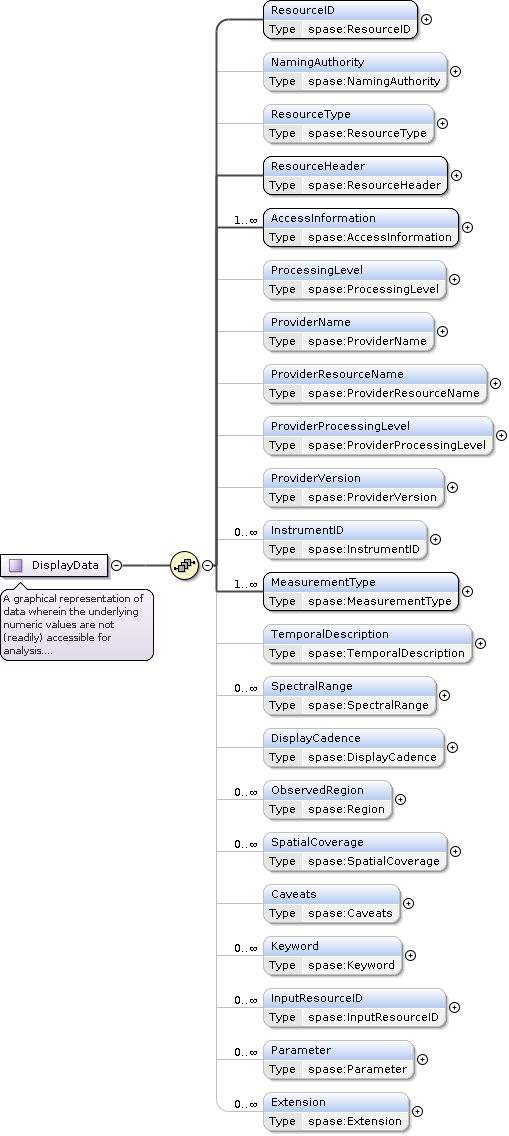 ResourceID
Type spase:ResourceID
NamingAuthority
Type spase:NamingAuthority
ResourceType
Type spase:ResourceType
ResourceHeader
Type spase:ResourceHeader
1..∞
AccessInformation
Type spase:AccessInformation
ProcessingLevel
Type spase:ProcessingLevel
ProviderName
Type spase:ProviderName
ProviderResourceName
Type spase:ProviderResourceName
ProviderProcessingLevel
Type spase:ProviderProcessingLevel
ProviderVersion
Type spase:ProviderVersion
0..∞
InstrumentID
Type spase:InstrumentID
DisplayData
A graphical representation of
data wherein the underlying
numeric values are not
(readily) accessible for
analysis....
1..∞
MeasurementType
Type spase:MeasurementType
TemporalDescription
Type spase:TemporalDescription
0..∞
SpectralRange
Type spase:SpectralRange
DisplayCadence
Type spase:DisplayCadence
0..∞
ObservedRegion
Type spase:Region
0..∞
SpatialCoverage
Type spase:SpatialCoverage
Caveats
Type spase:Caveats
0..∞
Keyword
Type spase:Keyword
0..∞
InputResourceID
Type spase:InputResourceID
0..∞
Parameter
Type spase:Parameter
0..∞
Extension
Type spase:Extension